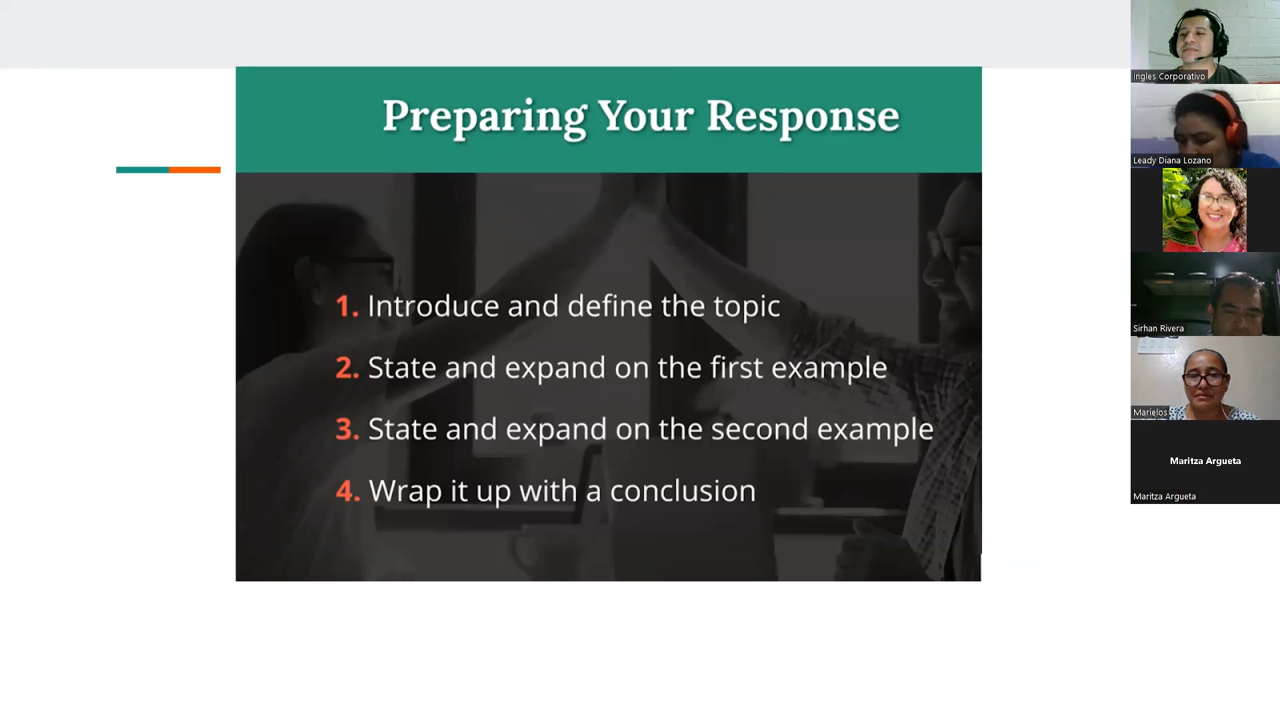 Preparing Your Response
1. Introduce and define the topic
2. State and expand on the first example
3. State and expand on the second example
4. Wrap it up with a conclusion
Ingles Corporativo
Leady Diana Lozano
Sirhan Rivera
Marielos
Maritza Argueta
Maritza Argueta